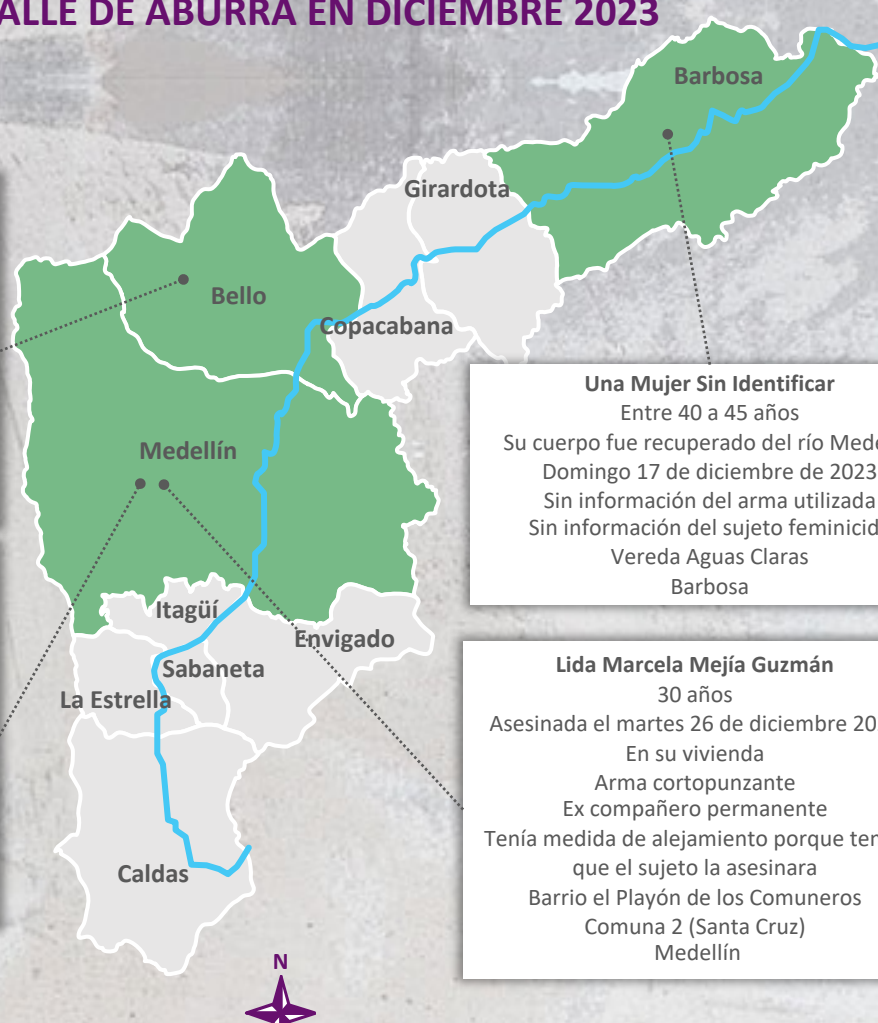 ALLE DE ABURRÁ EN DICIEMBRE 2023
Barbosa
Girardota
Bello
Copacabana
Medellín
Itagüí
Envigado
Sabaneta
La Estrella
Caldas
N
Una Mujer Sin Identificar
Entre 40 a 45 años
Su cuerpo fue recuperado del río Mede
Domingo 17 de diciembre de 2023
Sin información del arma utilizada
Sin información del sujeto feminicid
Vereda Aguas Claras
Barbosa
Lida Marcela Mejía Guzmán
30 años
Asesinada el martes 26 de diciembre 20
En su vivienda
Arma cortopunzante
Ex compañero permanente
Tenía medida de alejamiento porque tem
que el sujeto la asesinara
Barrio el Playón de los Comuneros
Comuna 2 (Santa Cruz)
Medellín